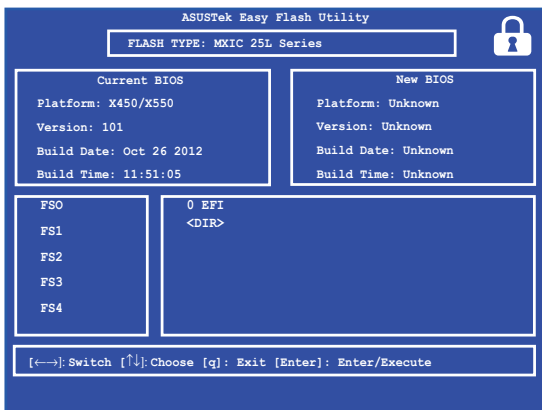 ASUSTek Easy Flash Utility
FLASH TYPE: MXIC 25L Series
Current BIOS
Platform: X450/X550
Version: 101
Build Date: Oct 26 2012
Build Time: 11:51:05
New BIOS
Platform: Unknown
Version: Unknown
Build Date: Unknown
Build Time: Unknown
FSO
FS1
FS2
FS3
FS4
0 EFI
<DIR>
[←→]: Switch [↑↓]: Choose [q]: Exit [Enter]: Enter/Execute